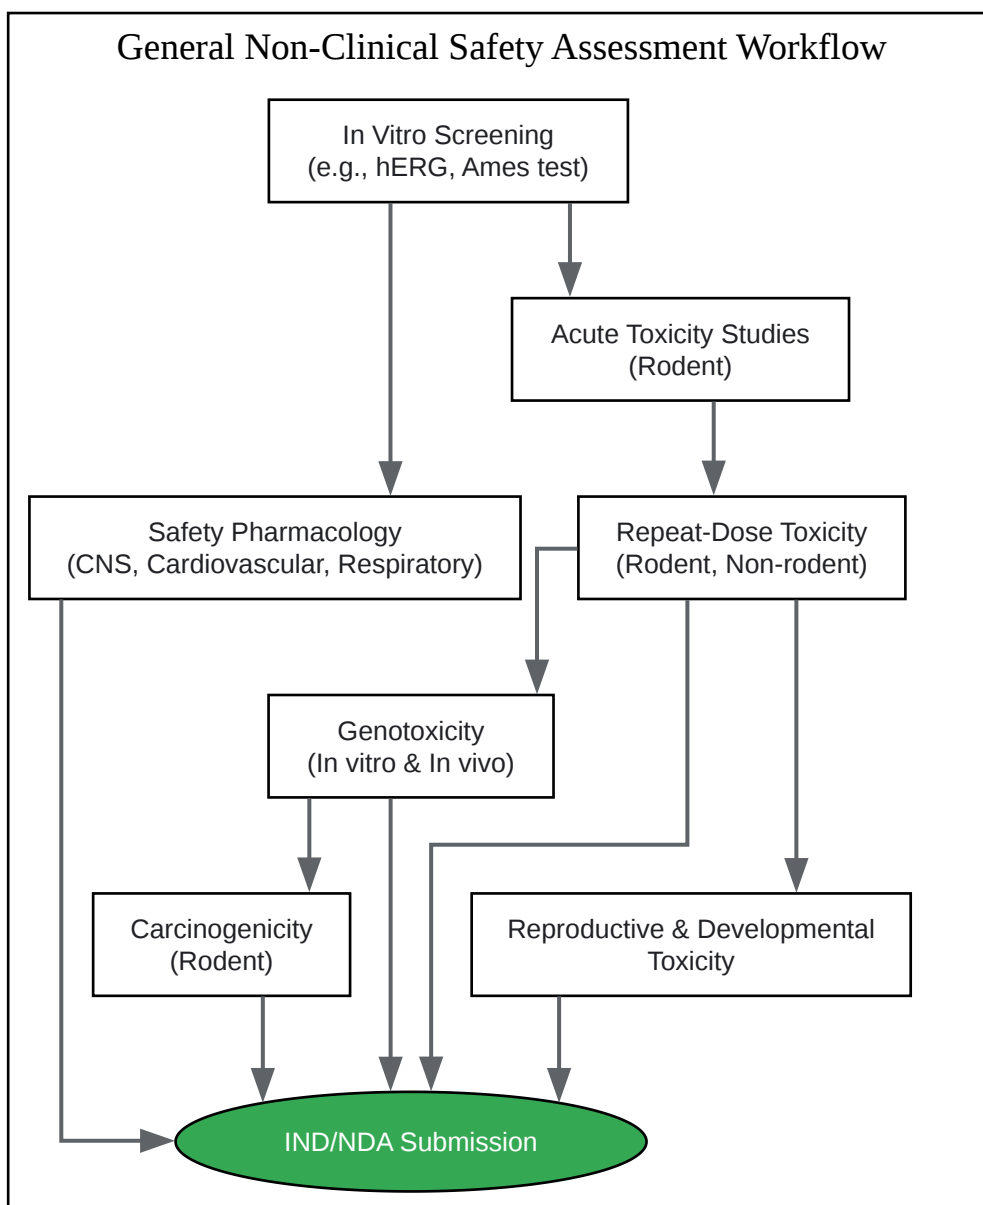 General Non-Clinical Safety Assessment Workflow
In Vitro Screening
(e.g., hERG, Ames test)
Acute Toxicity Studies
(Rodent)
Safety Pharmacology
(CNS, Cardiovascular, Respiratory)
Repeat-Dose Toxicity
(Rodent, Non-rodent)
Genotoxicity
(In vitro & In vivo)
Carcinogenicity
(Rodent)
Reproductive & Developmental
Toxicity
IND/NDA Submission